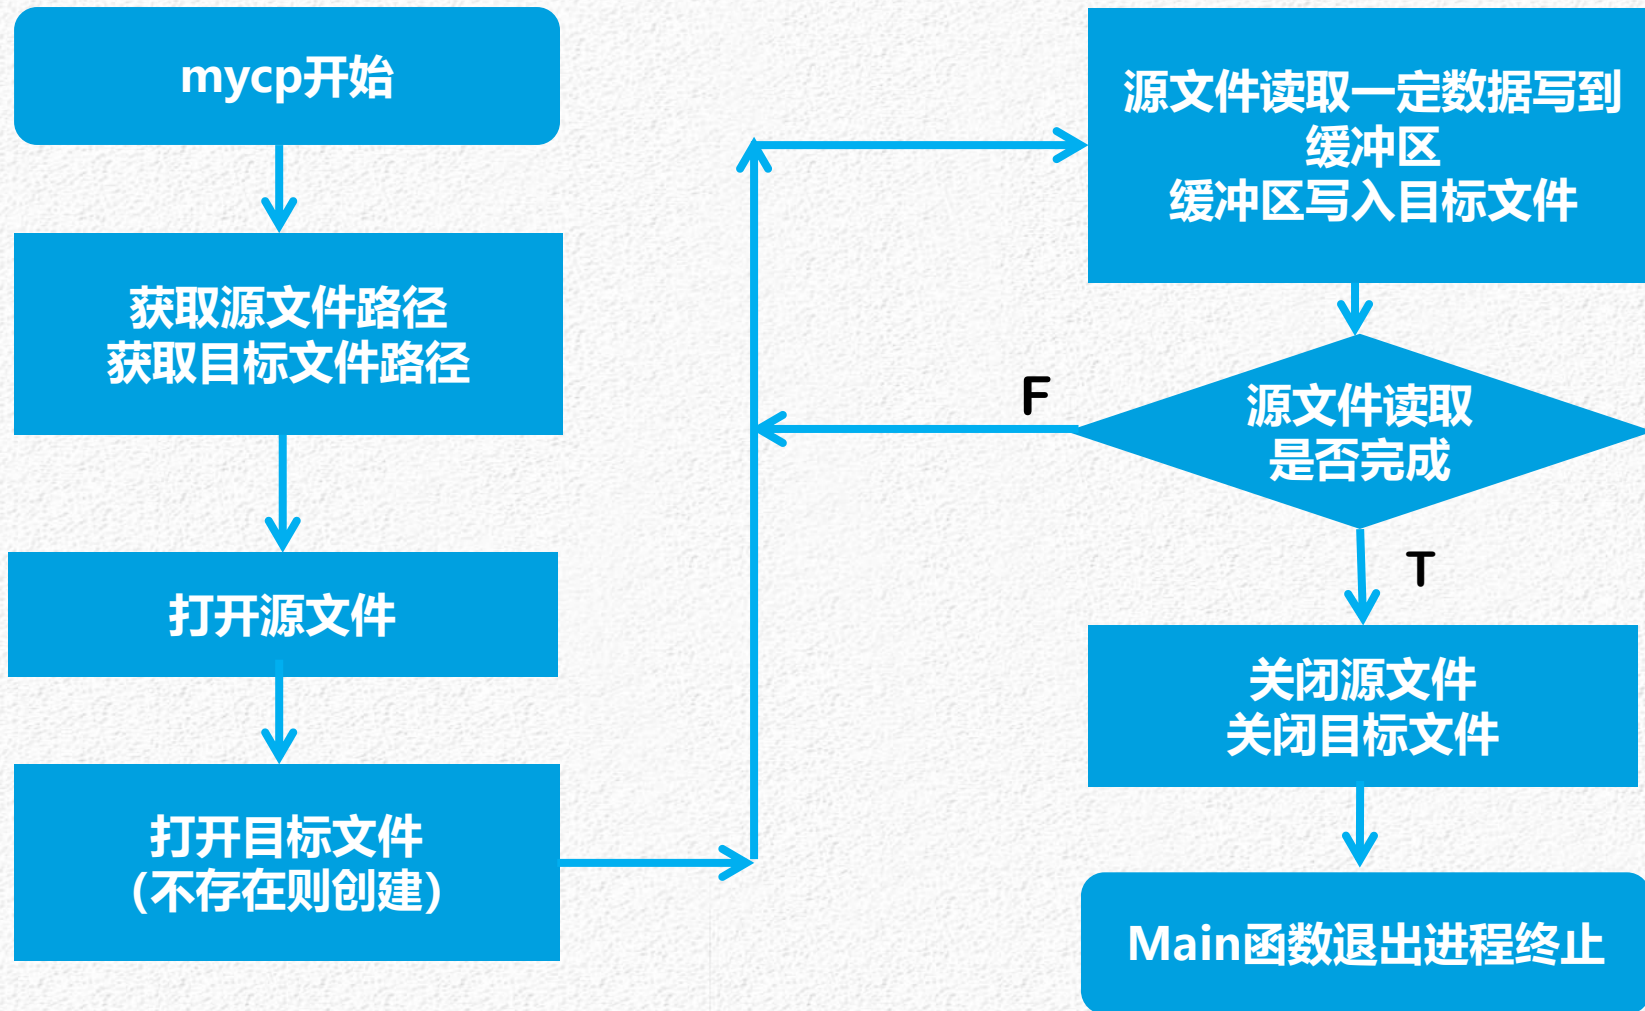 mycp开始
获取源文件路径
获取目标文件路径
打开源文件
打开目标文件
（不存在则创建）
源文件读取一定数据写到
缓冲区
缓冲区写入目标文件
源文件读取
是否完成
F
T
关闭源文件
关闭目标文件
Main函数退出进程终止